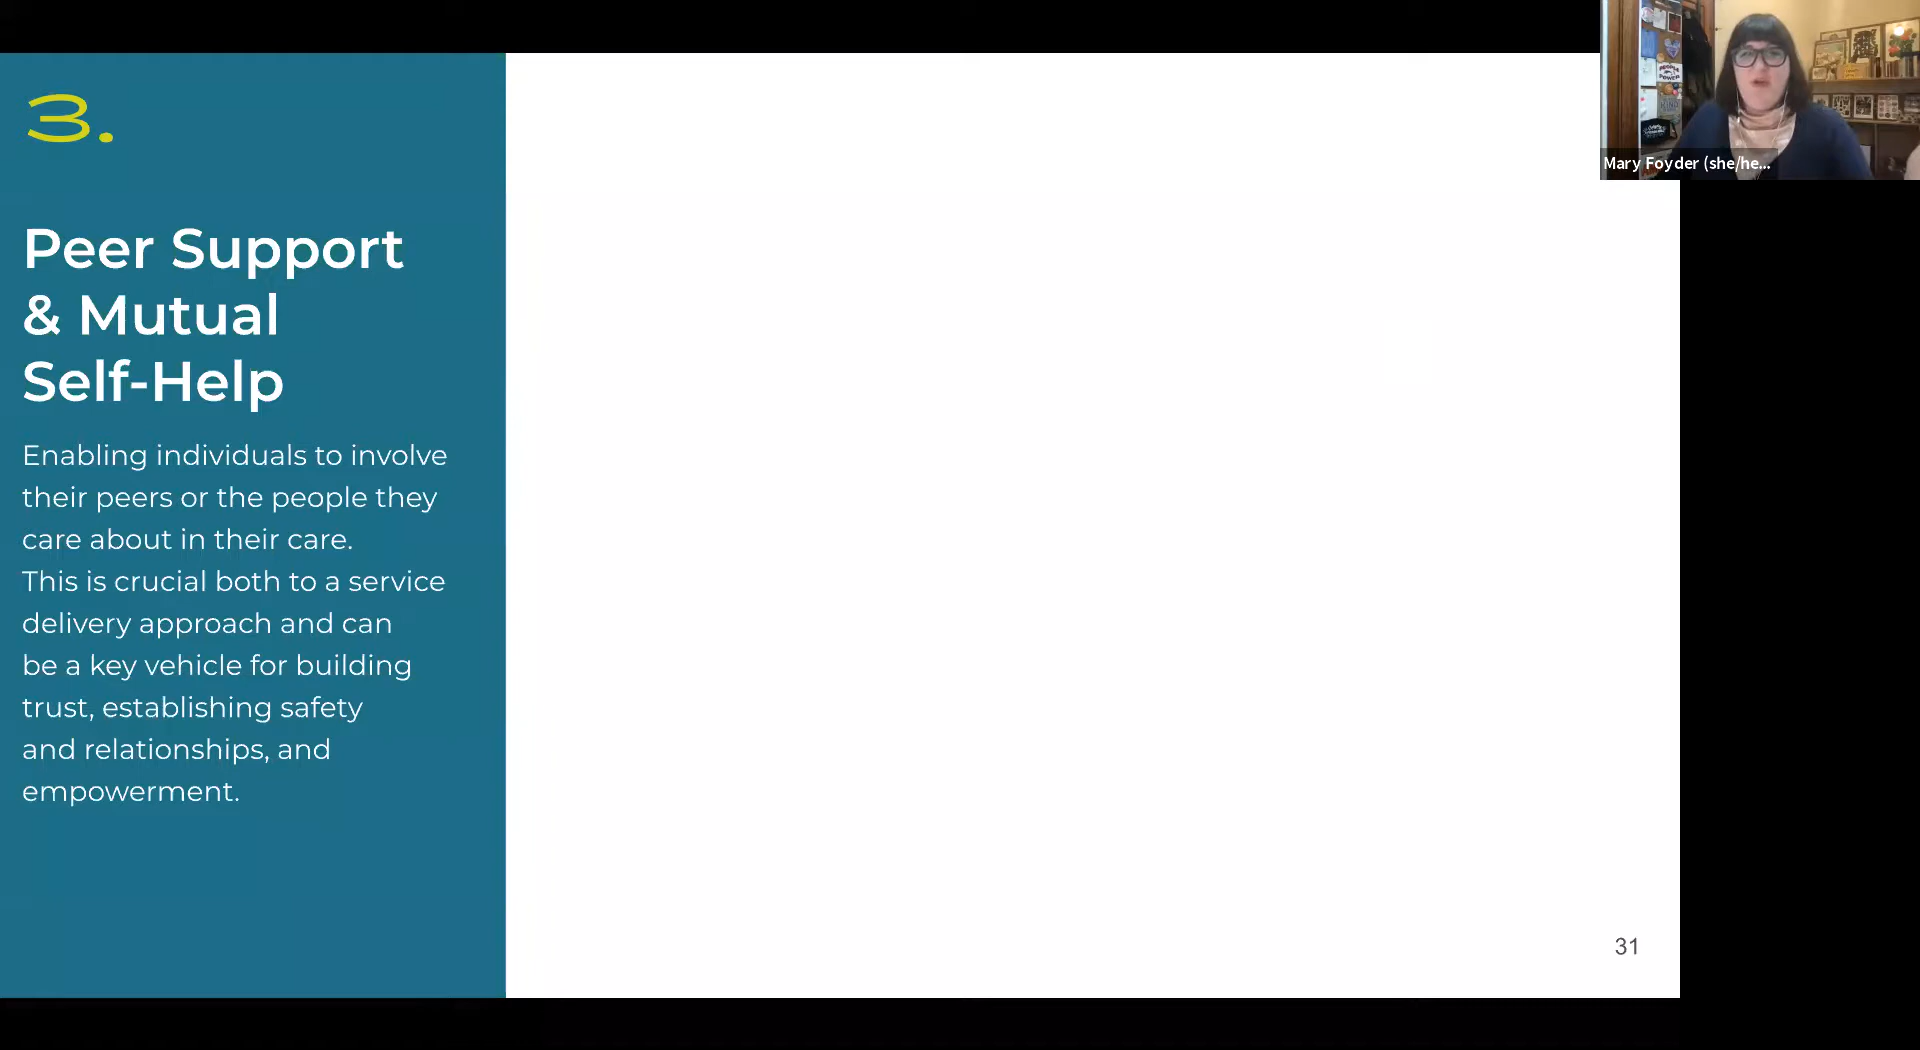 3.
Peer Support
& Mutual
Self-Help
Enabling individuals to involve
their peers or the people they
care about in their care.
This is crucial both to a service
delivery approach and can
be a key vehicle for building
trust, establishing safety
and relationships, and
empowerment.
31
PEOPLE
POWER
Mary Foyder (she/he...